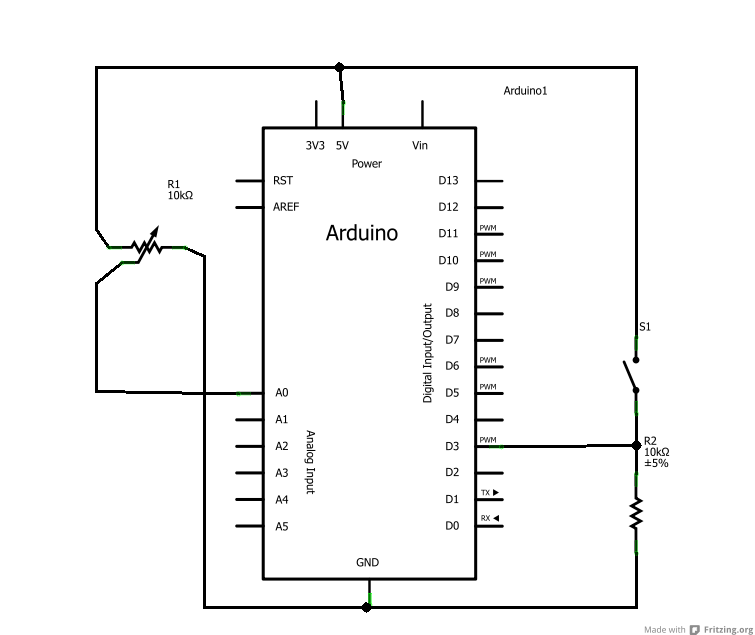 Arduino1
3V3 5V Vin
Power
R1
10kΩ
RST
AREF
Arduino
D13
D12
D11 PWM
D10 PWM
D9 PWM
D8
D7
D6 PWM
D5 PWM
D4
D3 PWM
D2
D1 TX ►
D0 RX ◄
Digital Input/Output
S1
A0
A1
A2
A3
A4
A5
Analog Input
R2
10kΩ
±5%
GND
Made with Fritzing.org